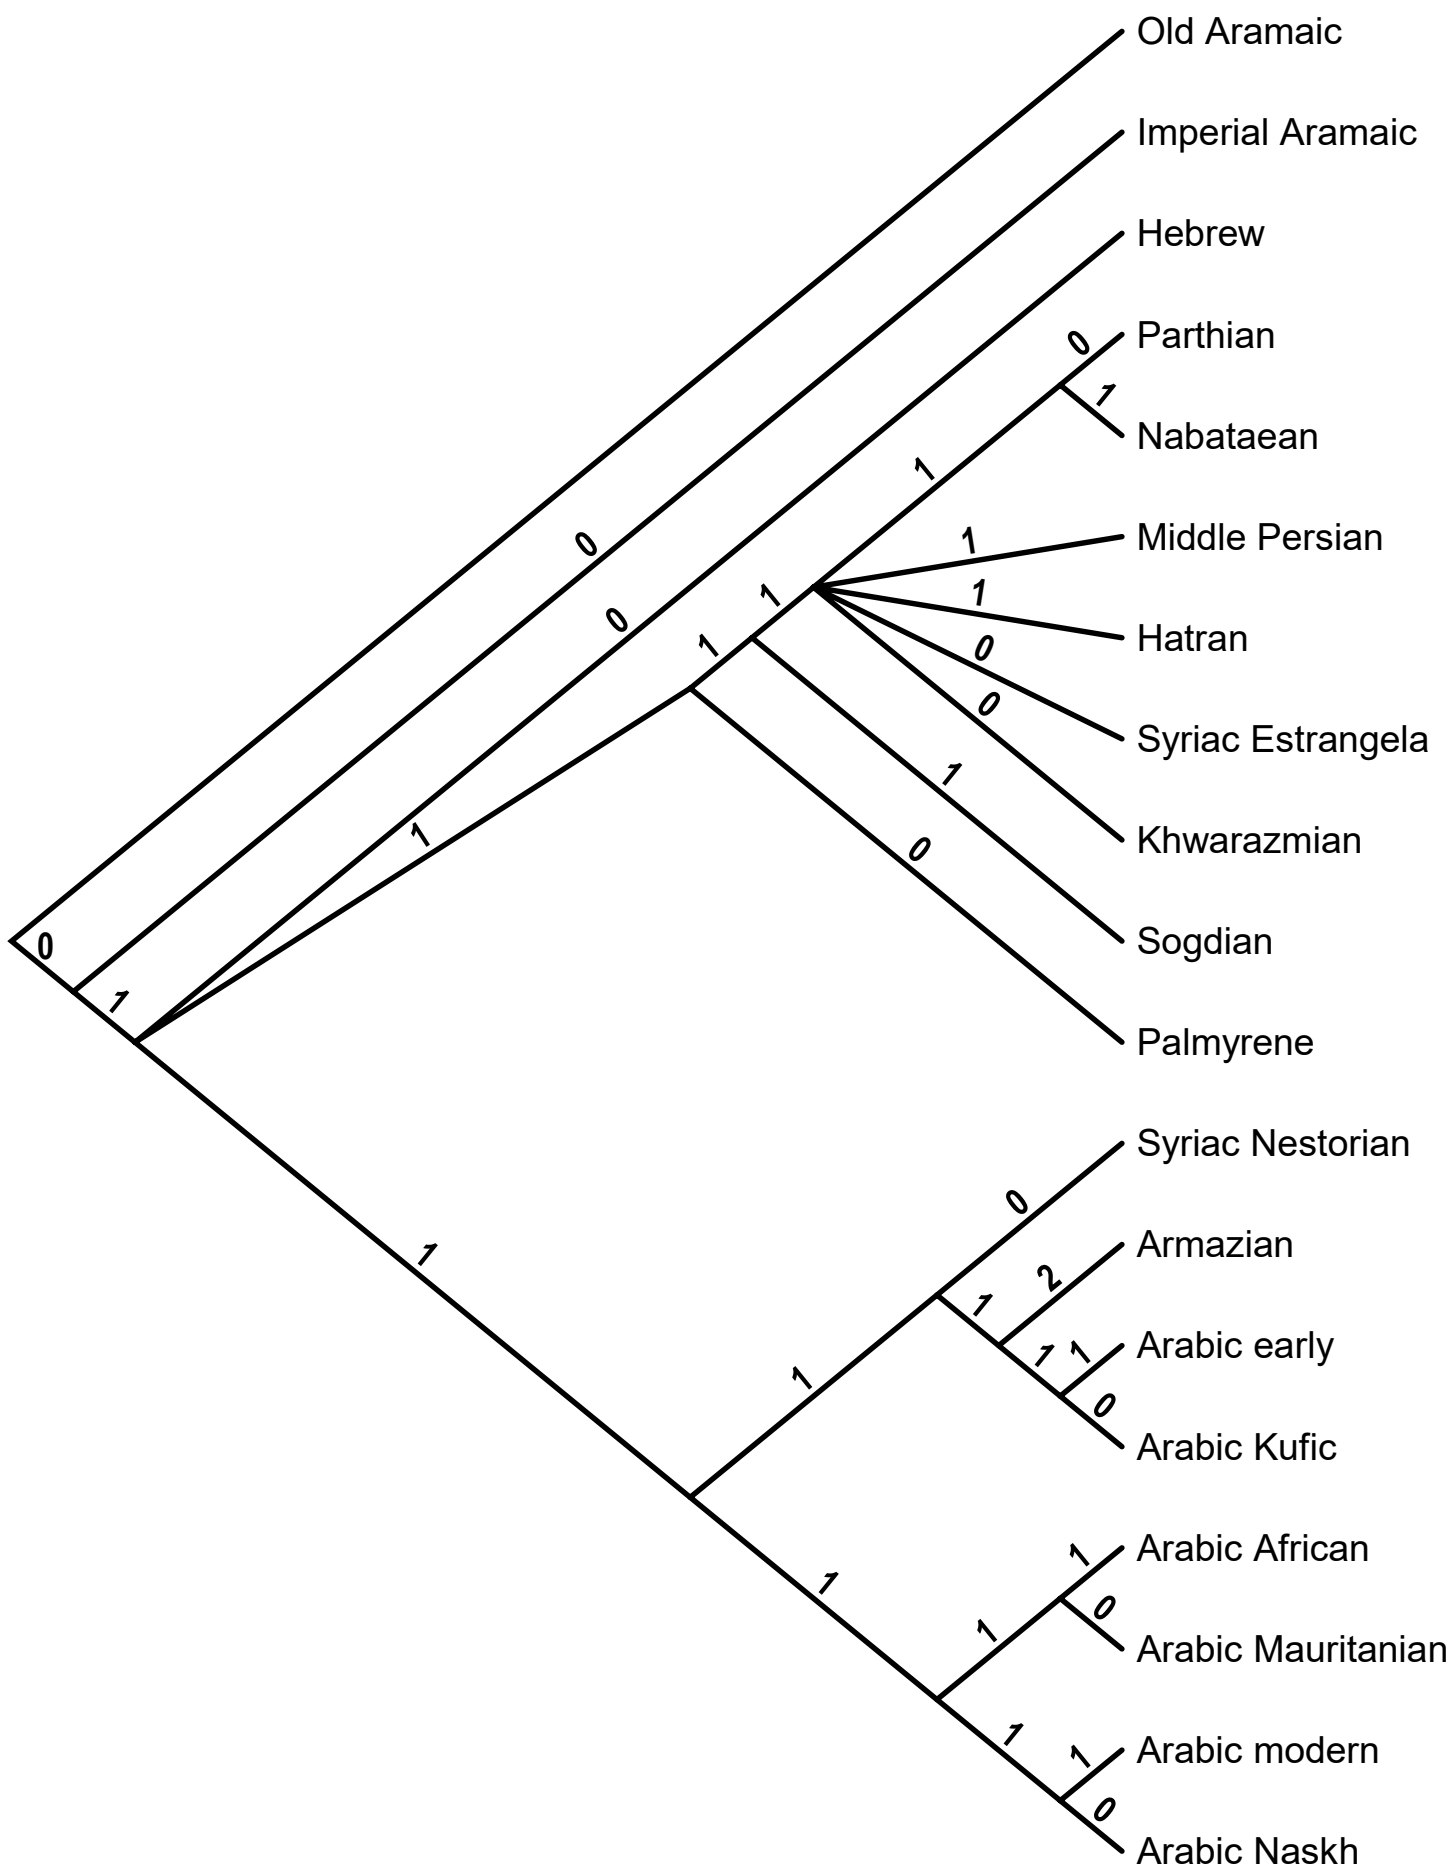 Old Aramaic
Imperial Aramaic
Hebrew
0 Parthian
1
Nabataean
1
0
1 Middle Persian
1
1
0 Hatran
1
0
0
Syriac Estrangela
1
1
0
Khwarazmian
0
Sogdian
1
Palmyrene
Syriac Nestorian
0
1
Armazian
2
1
1 1 Arabic early
1
0
Arabic Kufic
Arabic African
1
1
0
1
Arabic Mauritanian
1
1 Arabic modern
0
Arabic Naskh